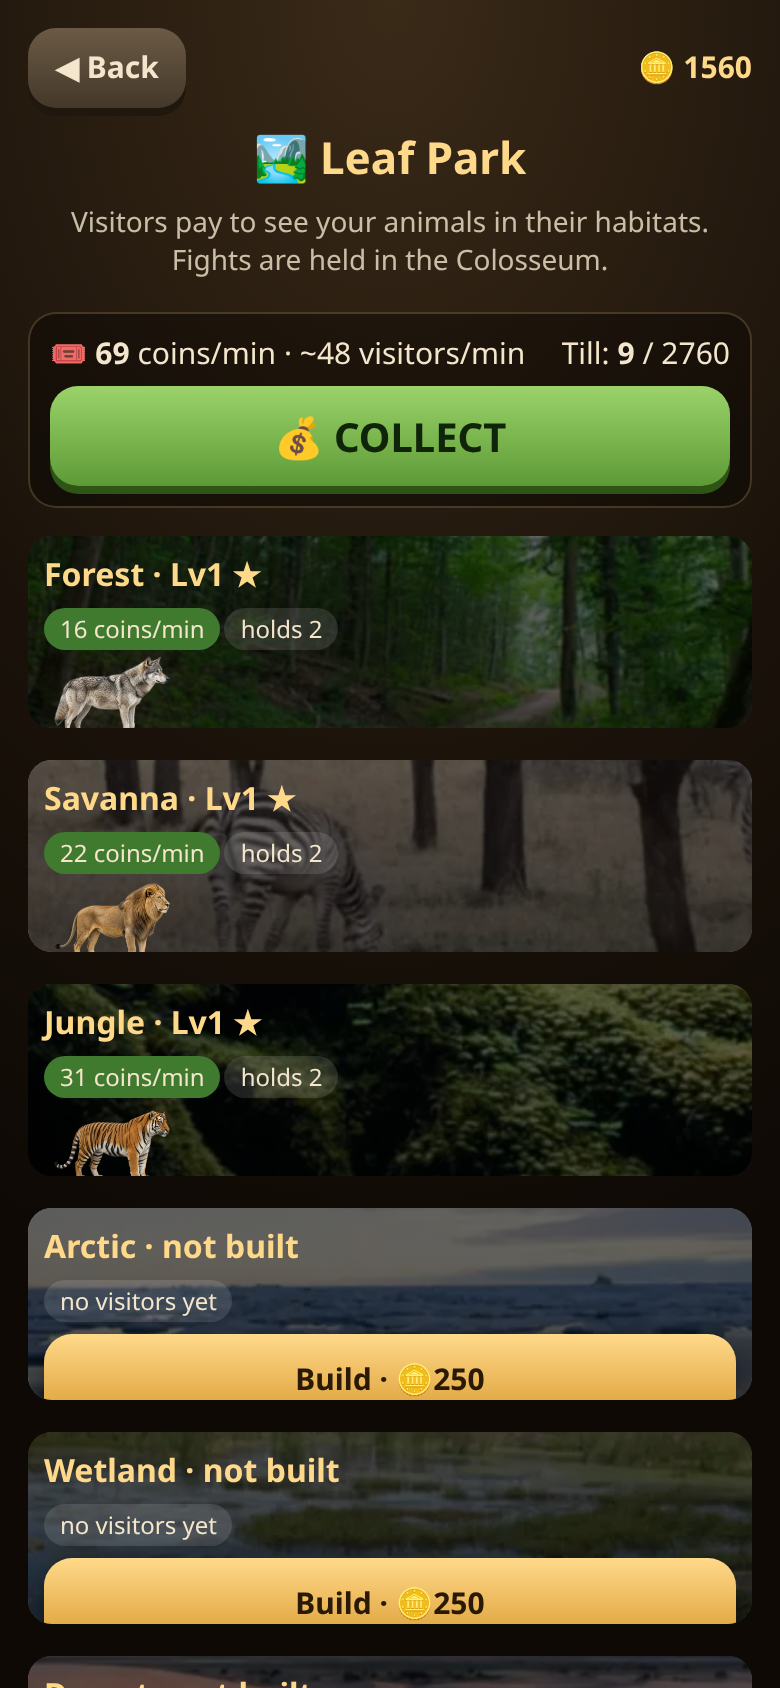 ◀ Back
1560
Leaf Park
Visitors pay to see your animals in their habitats.
Fights are held in the Colosseum.
69 coins/min · ~48 visitors/min Till: 9 / 2760
COLLECT
Forest · Lv1 ★
16 coins/min holds 2
Savanna · Lv1 ★
22 coins/min holds 2
Jungle · Lv1 ★
31 coins/min holds 2
Arctic · not built
no visitors yet
Build · 250
Wetland · not built
no visitors yet
Build · 250